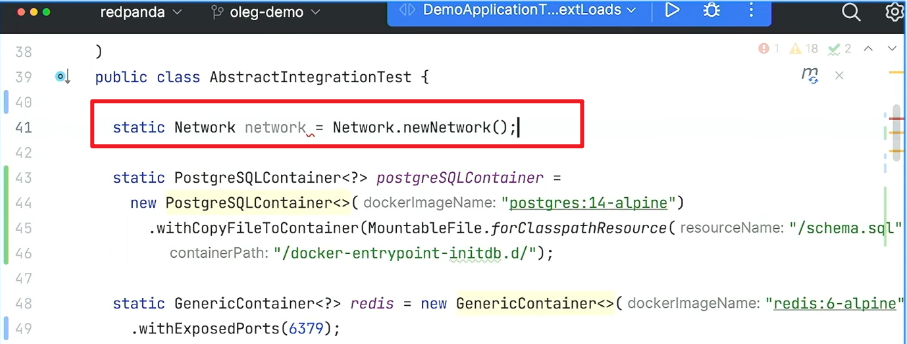 redpanda oleg-demo DemoApplicationT...extLoads
1 18 2
38 )
39 public class AbstractIntegrationTest {
40
41 static Network network = Network.newNetwork();
42
43 static PostgreSQLContainer<?> postgreSQLContainer =
44 new PostgreSQLContainer<>( dockerImageName: "postgres:14-alpine")
45 .withCopyFileToContainer(MountableFile.forClasspathResource( resourceName: "/schema.sql"
46 containerPath: "/docker-entrypoint-initdb.d/");
47
48 static GenericContainer<?> redis = new GenericContainer<>( dockerImageName: "redis:6-alpine"
49 .withExposedPorts(6379);